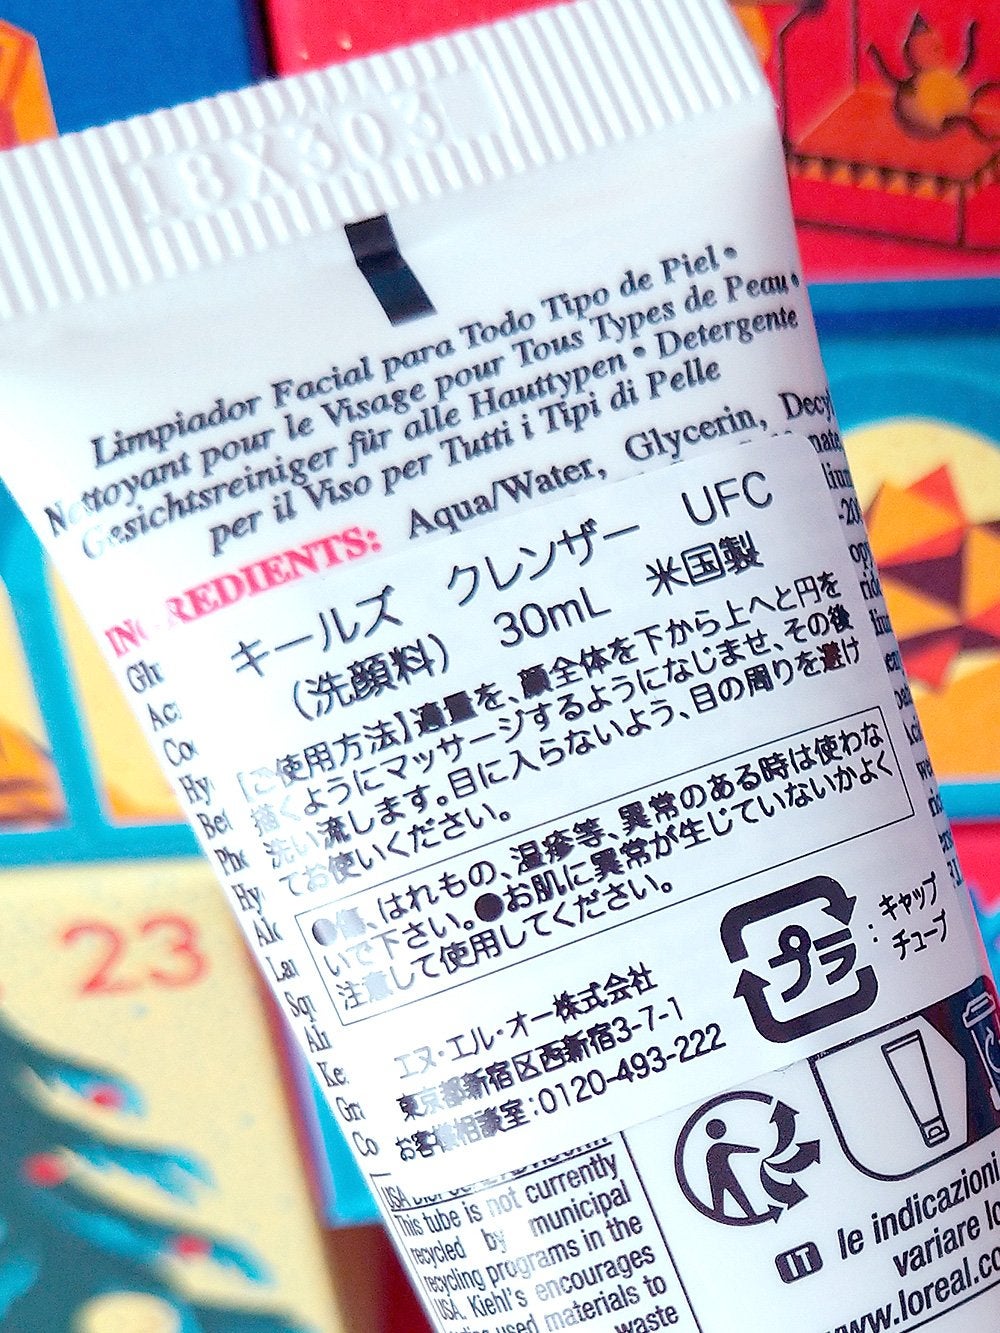 18X303
Limpiador Facial para Todo Tipo de Piel •
Nettoyant pour le Visage pour Tous Types de Peau •
Gesichtsreiniger für alle Hauttypen • Detergente
per il Viso per Tutti i Tipi di Pelle
INGREDIENTS: Aqua/Water, Glycerin, Decyl
キールズ クレンザー UFC
(洗顔料) 30mL 米国製
【ご使用方法】適量を、顔全体を下から上へと円を
描くようにマッサージするようになじませ、その後
洗い流します。目に入らないよう、目の周りを避け
てお使いください。
●傷、はれもの、湿疹等、異常のある時は使わな
いで下さい。●お肌に異常が生じていないかよく
注意して使用してください。
プラ
: キャップ
チューブ
エヌ・エル・オー株式会社
東京都新宿区西新宿3-7-1
お客様相談室:0120-493-222
USA
This tube is not currently
recycled by municipal
recycling programs in the
USA. Kiehl's encourages
used materials to
waste
IT le indicazioni
variare
www.loreal.co
23